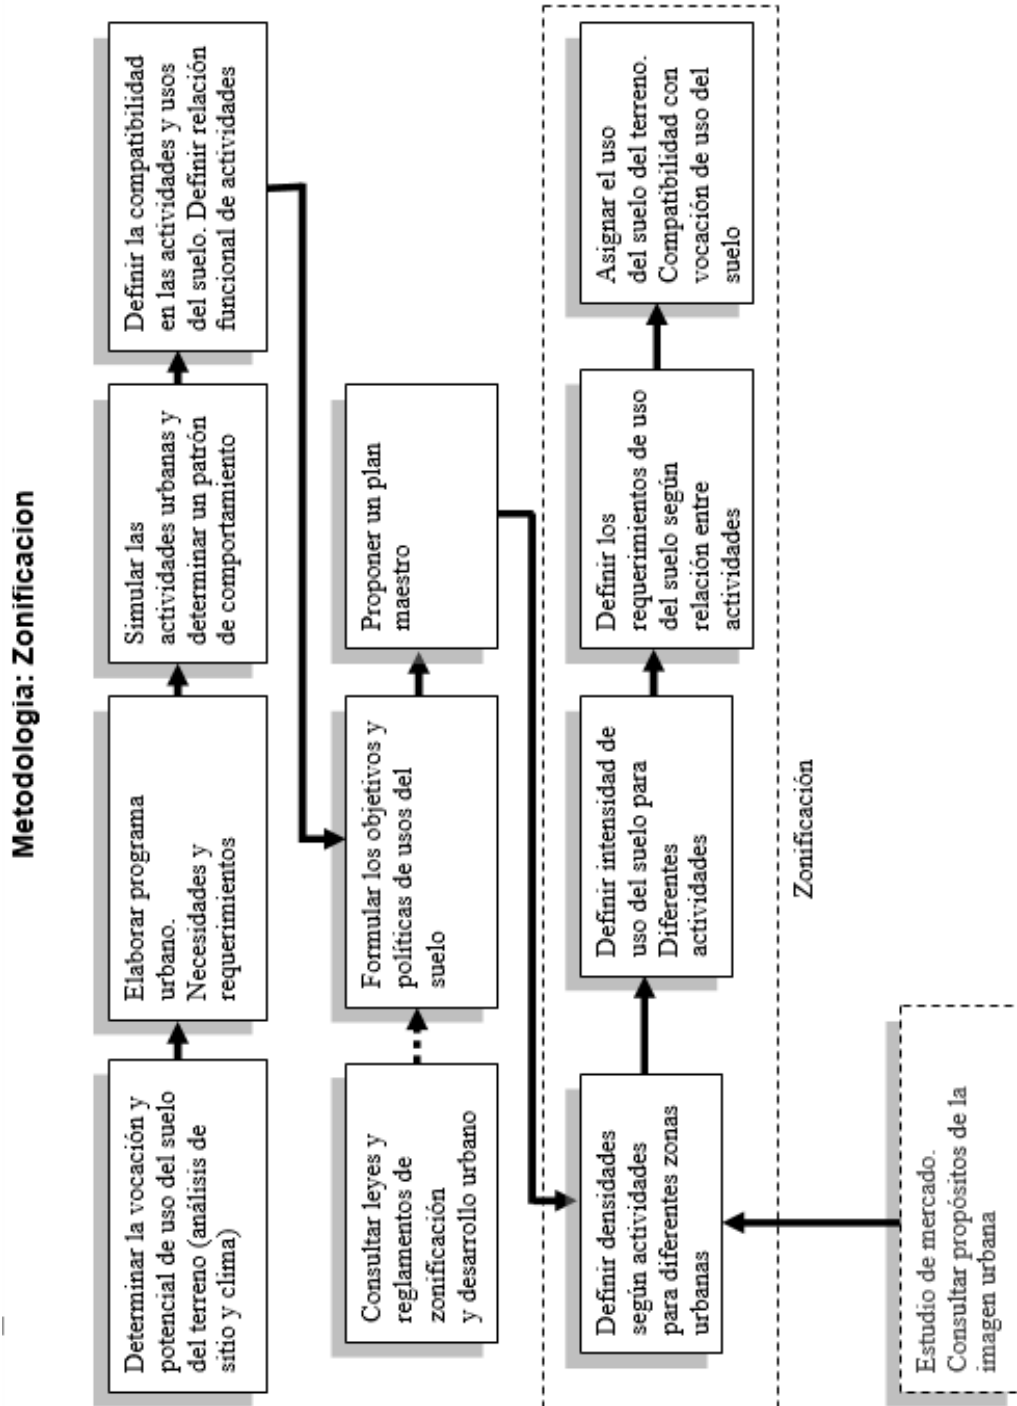 Metodologia: Zonificacion
Determinar la vocación y
potencial de uso del suelo
del terreno (análisis de
sitio y clima)
Elaborar programa
urbano.
Necesidades y
requerimientos
Simular las
actividades urbanas y
determinar un patrón
de comportamiento
Definir la compatibilidad
en las actividades y usos
del suelo. Definir relación
funcional de actividades
Consultar leyes y
reglamentos de
zonificación
y desarrollo urbano
Formular los objetivos y
políticas de usos del
suelo
Proponer un plan
maestro
Definir densidades
según actividades
para diferentes zonas
urbanas
Definir intensidad de
uso del suelo para
Diferentes
actividades
Definir los
requerimientos de uso
del suelo según
relación entre
actividades
Asignar el uso
del suelo del terreno.
Compatibilidad con
vocación de uso del
suelo
Zonificación
Estudio de mercado.
Consultar propósitos de la
imagen urbana